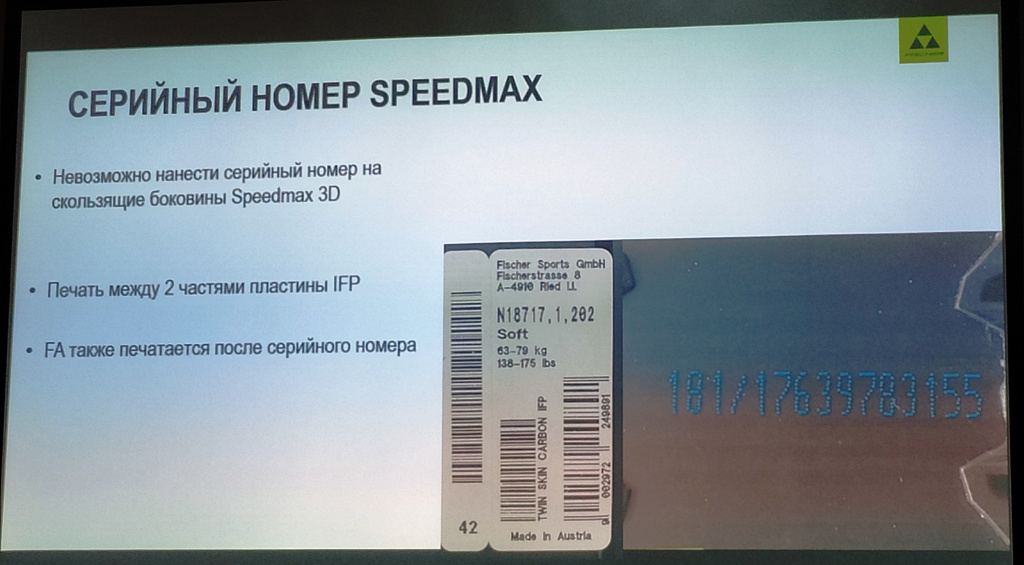 СЕРИЙНЫЙ НОМЕР SPEEDMAX
• Невозможно нанести серийный номер на
скользящие боковины Speedmax 3D
• Печать между 2 частями пластины IFP
• FA также печатается после серийного номера
Fischer Sports GmbH
Fischerstrasse 8
A-4910 Ried I.I.
N18717,1,202
Soft
63-79 kg
138-175 lbs
TWIN SKIN CARBON IFP
9 002972 249891
42
Made in Austria
181/17639783155